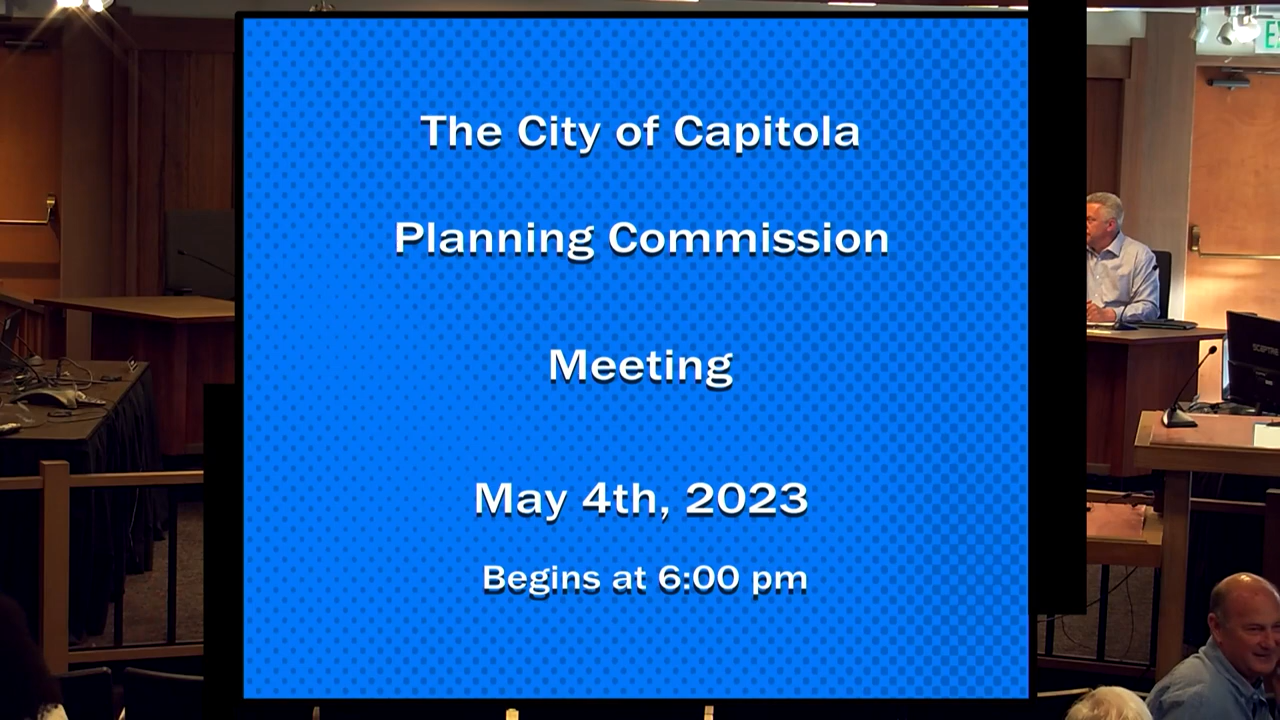 The City of Capitola
Planning Commission
Meeting
May 4th, 2023
Begins at 6:00 pm